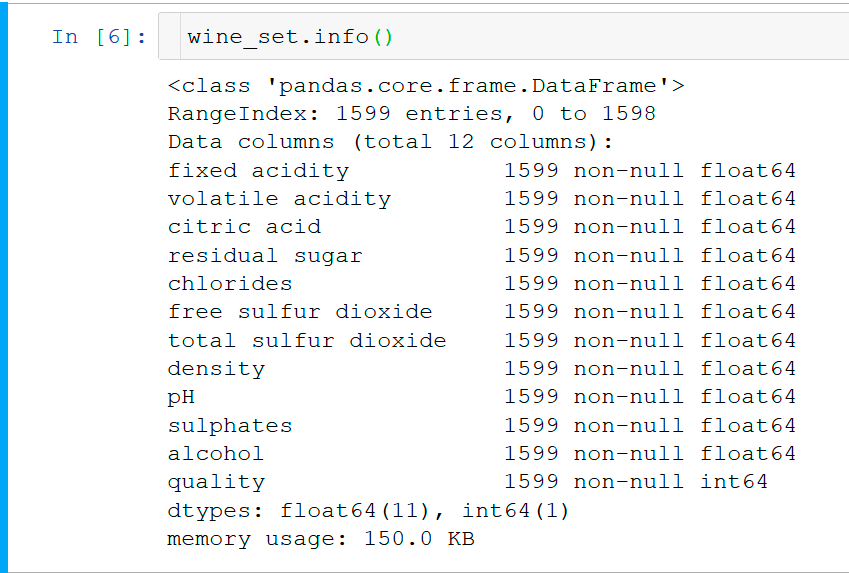 In [6]: wine_set.info()
<class 'pandas.core.frame.DataFrame'>
RangeIndex: 1599 entries, 0 to 1598
Data columns (total 12 columns):
fixed acidity           1599 non-null float64
volatile acidity        1599 non-null float64
citric acid             1599 non-null float64
residual sugar          1599 non-null float64
chlorides               1599 non-null float64
free sulfur dioxide     1599 non-null float64
total sulfur dioxide    1599 non-null float64
density                 1599 non-null float64
pH                      1599 non-null float64
sulphates               1599 non-null float64
alcohol                 1599 non-null float64
quality                 1599 non-null int64
dtypes: float64(11), int64(1)
memory usage: 150.0 KB